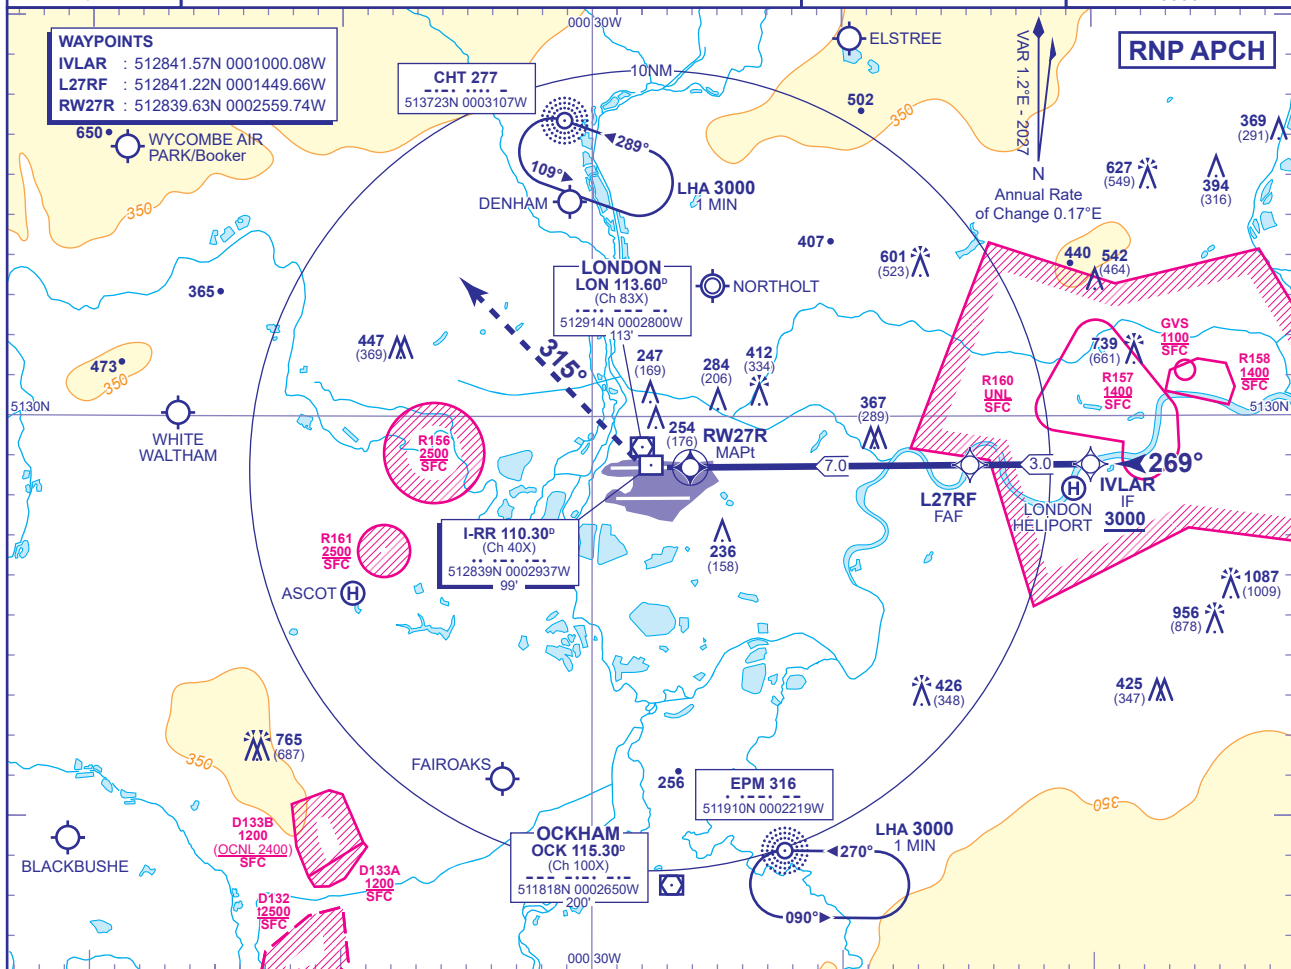 WAYPOINTS
IVLAR : 512841.57N 0001000.08W
L27RF : 512841.22N 0001449.66W
RW27R : 512839.63N 0002559.74W
000 30W
ELSTREE
VAR 1.2°E - 2027
RNP APCH
10NM
CHT 277
513723N 0003107W
502
350
369
(291)
650
WYCOMBE AIR
PARK/Booker
289°
109°
N
Annual Rate
of Change 0.17°E
627
(549)
394
(316)
LHA 3000
1 MIN
DENHAM
350
407
601
(523)
440
542
(464)
LONDON
LON 113.60D
(Ch 83X)
512914N 0002800W
113'
NORTHOLT
365
315°
447
(369)
247
(169)
284
(206)
412
(334)
739
(661)
GVS
1100
SFC
R157
1400
SFC
R158
1400
SFC
R160
UNL
SFC
473
350
5130N
5130N
367
(289)
254
(176)
RW27R
MAPt
WHITE
WALTHAM
R156
2500
SFC
7.0
3.0
269°
L27RF
FAF
IVLAR
IF
3000
H
LONDON
HELIPORT
I-RR 110.30D
(Ch 40X)
512839N 0002937W
99'
R161
2500
SFC
236
(158)
ASCOT H
1087
(1009)
956
(878)
426
(348)
425
(347)
765
(687)
350
FAIROAKS
256
EPM 316
511910N 0002219W
350
D133B
1200
(OCNL 2400)
SFC
OCKHAM
OCK 115.30D
(Ch 100X)
511818N 0002650W
200'
LHA 3000
1 MIN
270°
090°
BLACKBUSHE
D133A
1200
SFC
D132
2500
SFC
000 30W